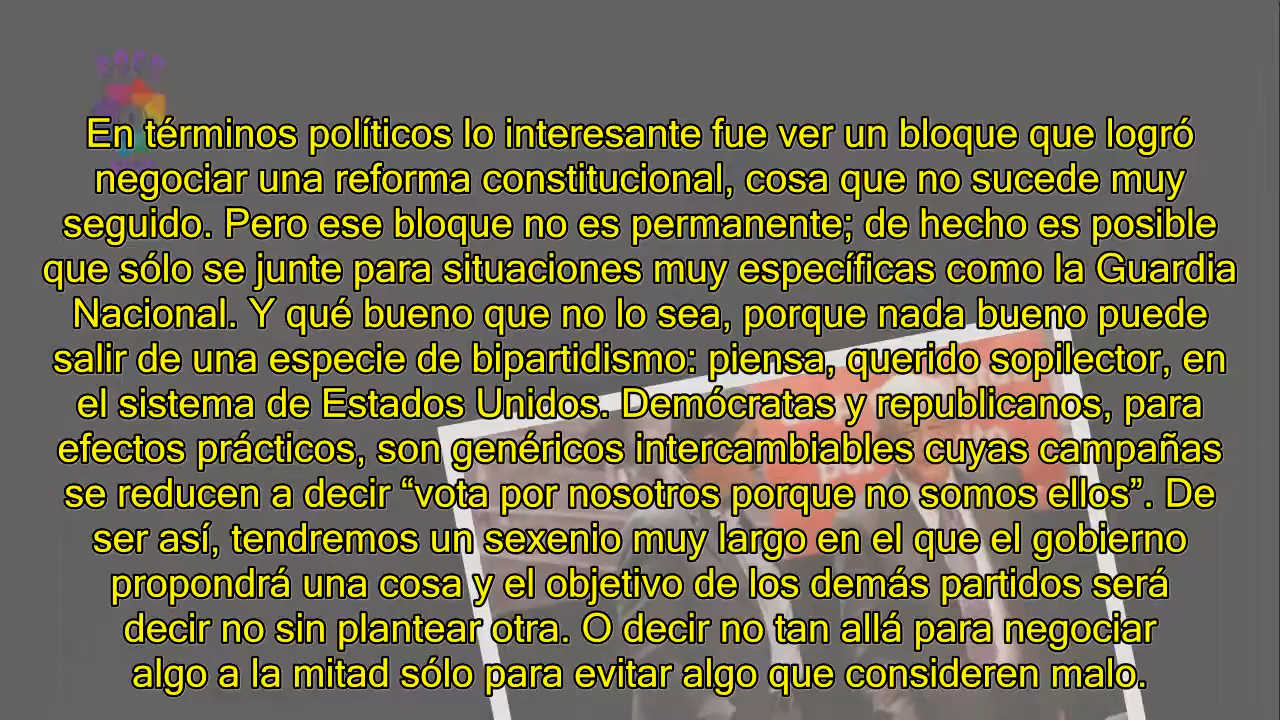 En términos políticos lo interesante fue ver un bloque que logró
negociar una reforma constitucional, cosa que no sucede muy
seguido. Pero ese bloque no es permanente; de hecho es posible
que sólo se junte para situaciones muy específicas como la Guardia
Nacional. Y qué bueno que no lo sea, porque nada bueno puede
salir de una especie de bipartidismo: piensa, querido sopilector, en
el sistema de Estados Unidos. Demócratas y republicanos, para
efectos prácticos, son genéricos intercambiables cuyas campañas
se reducen a decir “vota por nosotros porque no somos ellos”. De
ser así, tendremos un sexenio muy largo en el que el gobierno
propondrá una cosa y el objetivo de los demás partidos será
decir no sin plantear otra. O decir no tan allá para negociar
algo a la mitad sólo para evitar algo que consideren malo.